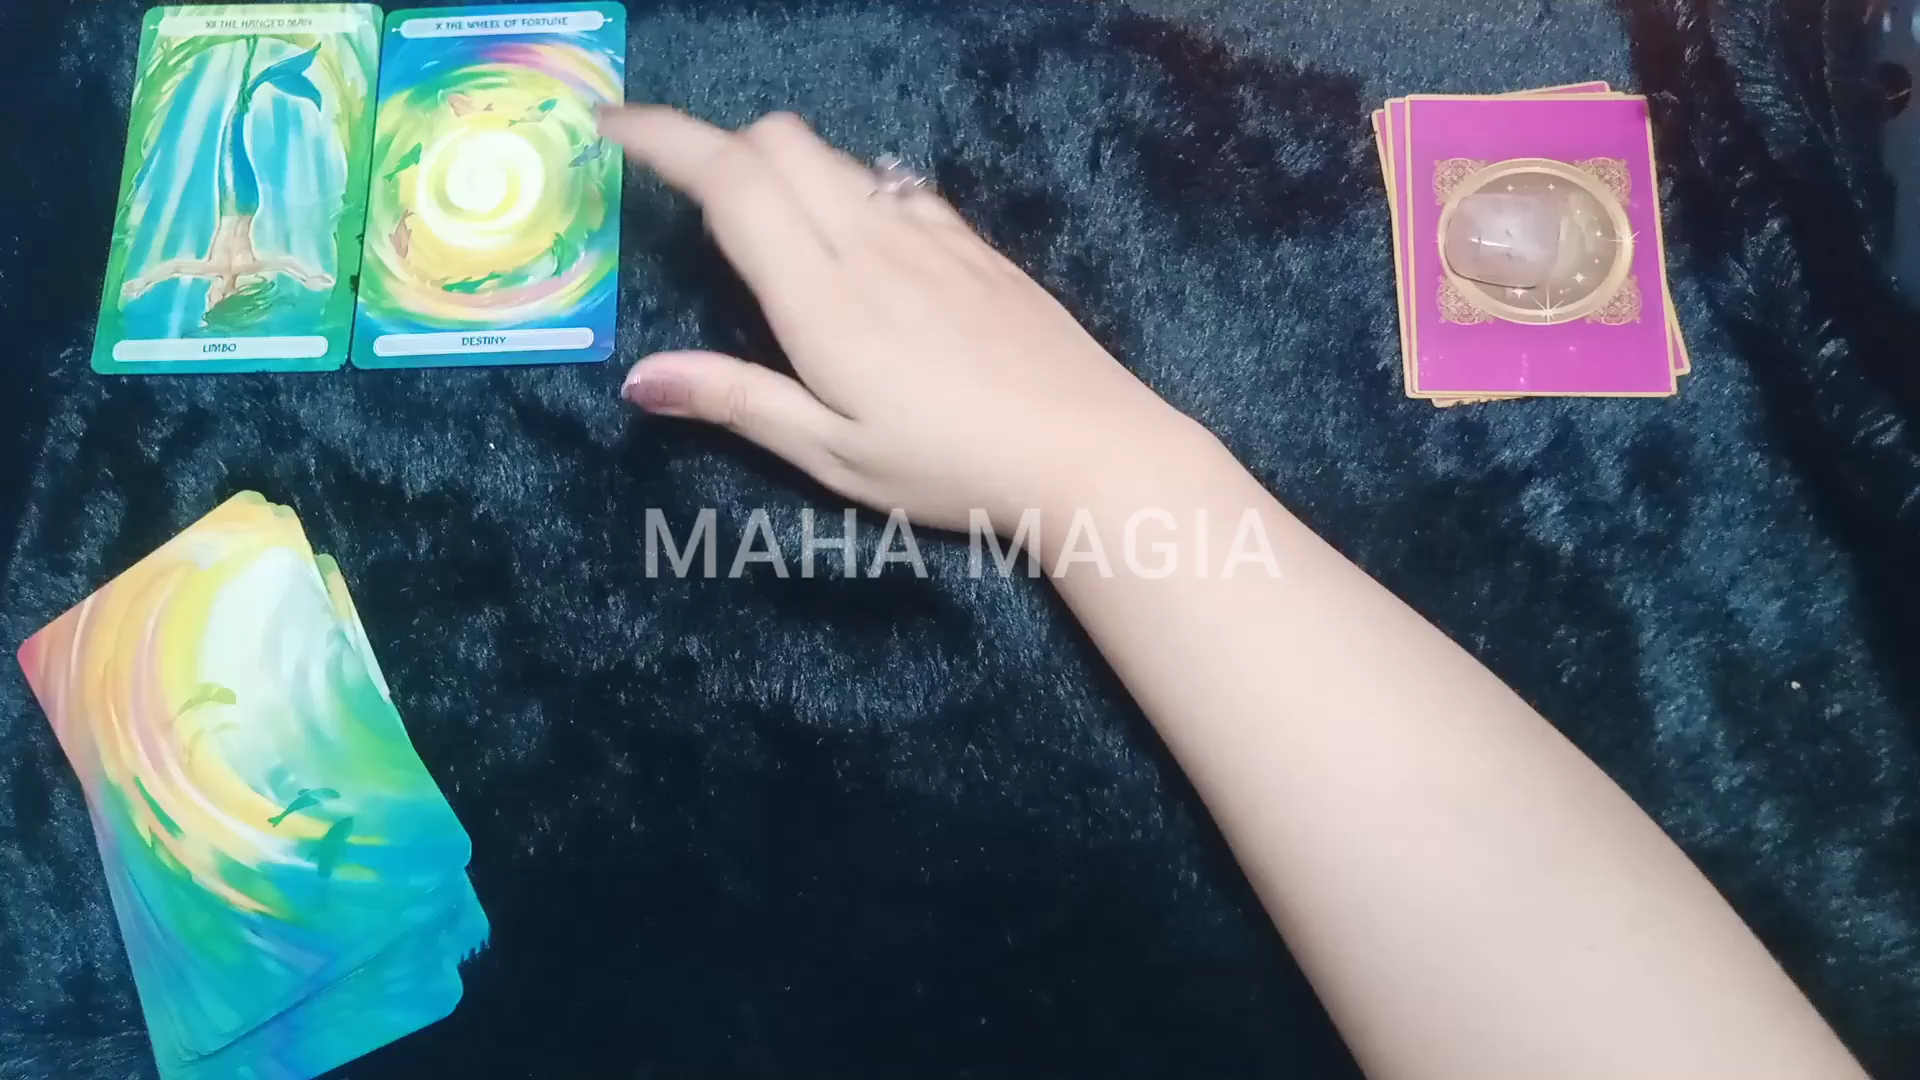 XII THE HANGED MAN
X THE WHEEL OF FORTUNE
LIMBO
DESTINY
MAHA MAGIA